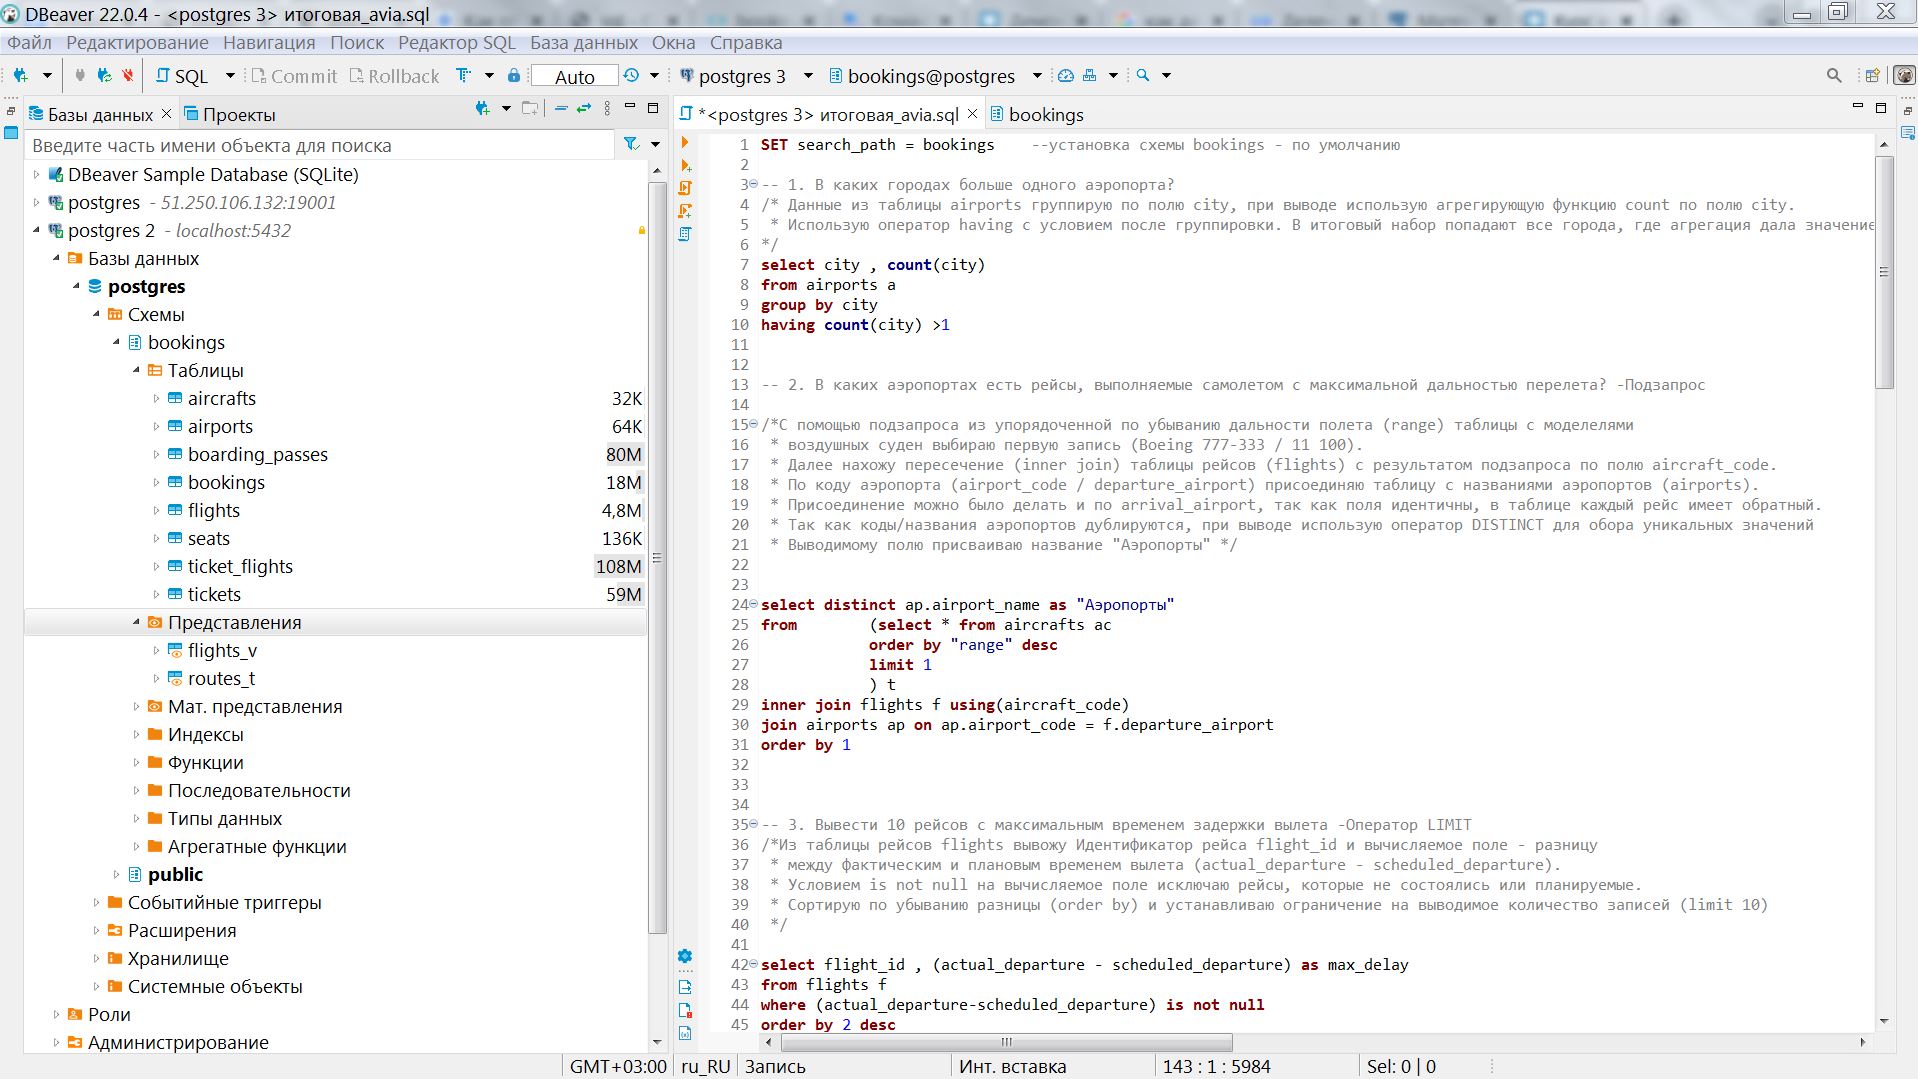 DBeaver 22.0.4 - <postgres 3> итоговая_avia.sql
Файл Редактирование Навигация Поиск Редактор SQL База данных Окна Справка
SQL Commit Rollback Auto postgres 3 bookings@postgres
Базы данных Проекты
Введите часть имени объекта для поиска
DBeaver Sample Database (SQLite)
postgres - 51.250.106.132:19001
postgres 2 - localhost:5432
Базы данных
postgres
Схемы
bookings
Таблицы
aircrafts 32K
airports 64K
boarding_passes 80M
bookings 18M
flights 4,8M
seats 136K
ticket_flights 108M
tickets 59M
Представления
flights_v
routes_t
Мат. представления
Индексы
Функции
Последовательности
Типы данных
Агрегатные функции
public
Событийные триггеры
Расширения
Хранилище
Системные объекты
Роли
Администрирование
*<postgres 3> итоговая_avia.sql bookings
1 SET search_path = bookings --установка схемы bookings - по умолчанию
2
3 -- 1. В каких городах больше одного аэропорта?
4 /* Данные из таблицы airports группирую по полю city, при выводе использую агрегирующую функцию count по полю city.
5 * Использую оператор having с условием после группировки. В итоговый набор попадают все города, где агрегация дала значение
6 */
7 select city , count(city)
8 from airports a
9 group by city
10 having count(city) >1
11
12
13 -- 2. В каких аэропортах есть рейсы, выполняемые самолетом с максимальной дальностью перелета? -Подзапрос
14
15 /*С помощью подзапроса из упорядоченной по убыванию дальности полета (range) таблицы с моделелями
16 * воздушных суден выбираю первую запись (Boeing 777-333 / 11 100).
17 * Далее нахожу пересечение (inner join) таблицы рейсов (flights) с результатом подзапроса по полю aircraft_code.
18 * По коду аэропорта (airport_code / departure_airport) присоединяю таблицу с названиями аэропортов (airports).
19 * Присоединение можно было делать и по arrival_airport, так как поля идентичны, в таблице каждый рейс имеет обратный.
20 * Так как коды/названия аэропортов дублируются, при выводе использую оператор DISTINCT для обора уникальных значений
21 * Выводимому полю присваиваю название "Аэропорты" */
22
23
24 select distinct ap.airport_name as "Аэропорты"
25 from (select * from aircrafts ac
26 order by "range" desc
27 limit 1
28 ) t
29 inner join flights f using(aircraft_code)
30 join airports ap on ap.airport_code = f.departure_airport
31 order by 1
32
33
34
35 -- 3. Вывести 10 рейсов с максимальным временем задержки вылета -Оператор LIMIT
36 /*Из таблицы рейсов flights вывожу Идентификатор рейса flight_id и вычисляемое поле - разницу
37 * между фактическим и плановым временем вылета (actual_departure - scheduled_departure).
38 * Условием is not null на вычисляемое поле исключаю рейсы, которые не состоялись или планируемые.
39 * Сортирую по убыванию разницы (order by) и устанавливаю ограничение на выводимое количество записей (limit 10)
40 */
41
42 select flight_id , (actual_departure - scheduled_departure) as max_delay
43 from flights f
44 where (actual_departure-scheduled_departure) is not null
45 order by 2 desc
GMT+03:00 ru_RU Запись Инт. вставка 143 : 1 : 5984 Sel: 0 | 0